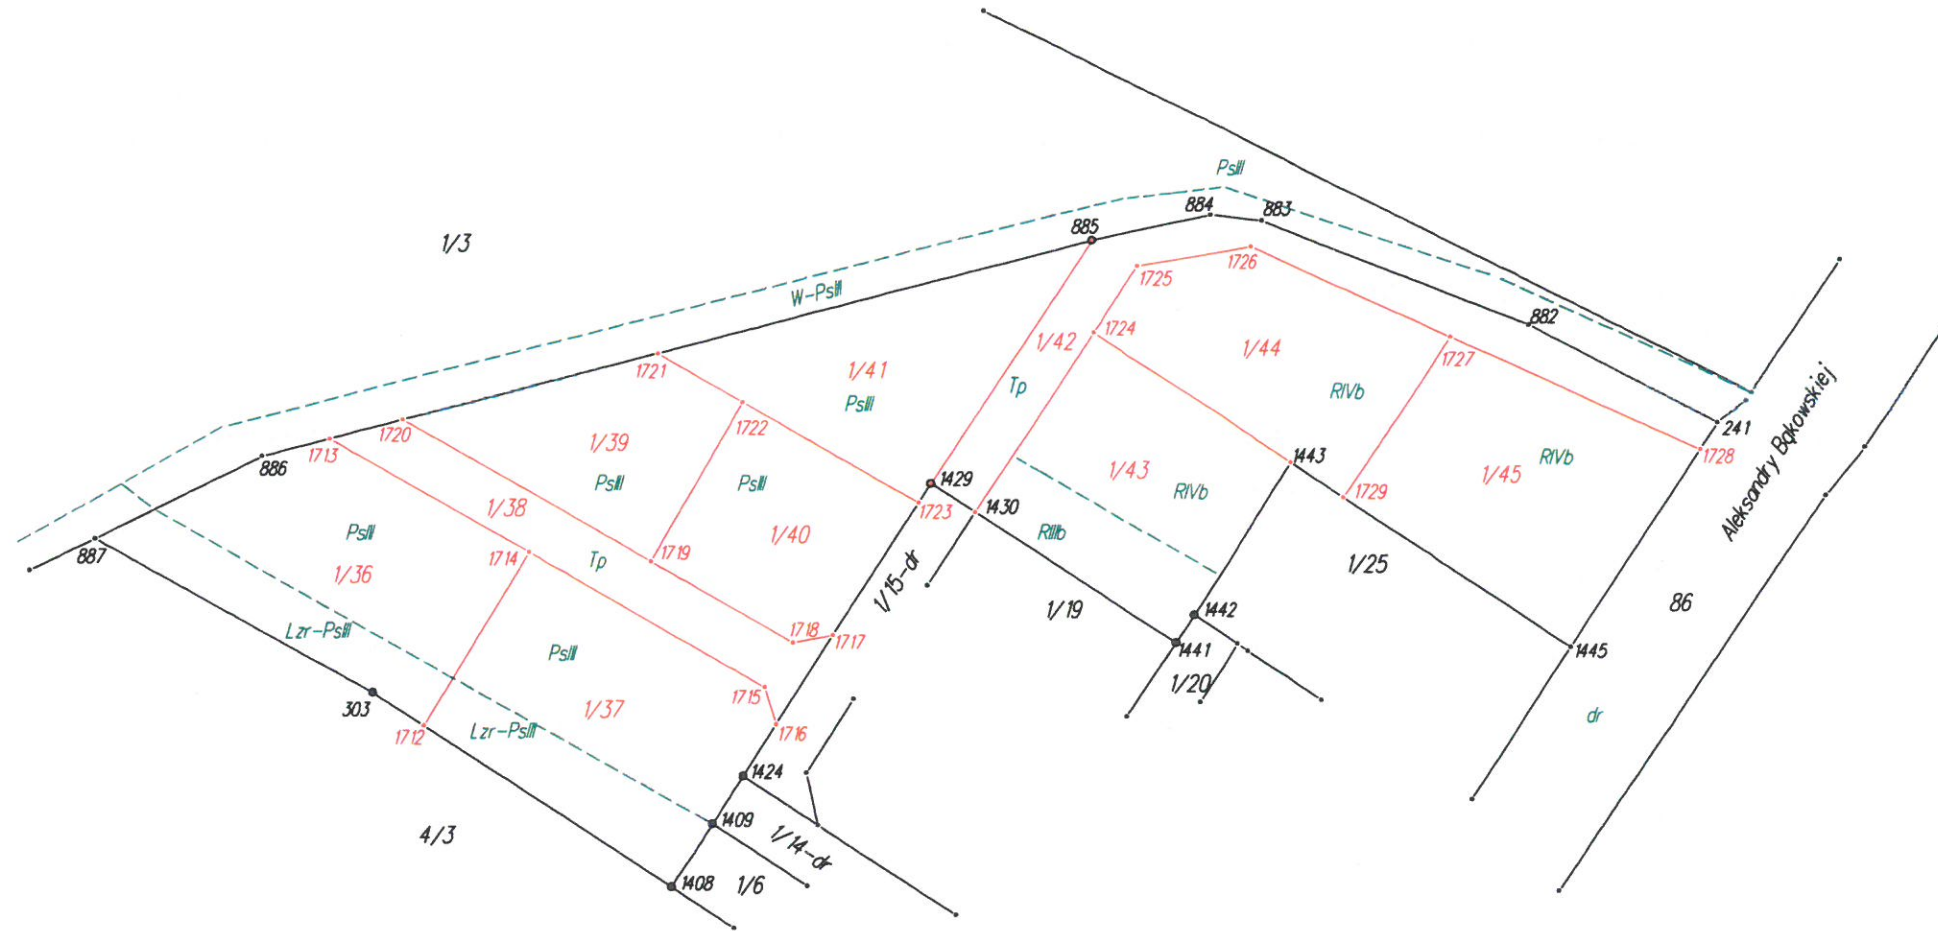 PsIII
884
883
885
1/3
1726
1725
W-PsIII
882
1724
1/42
1/44
1727
1721
1/41
Tp
RIVb
PsIII
Aleksandry Bąkowskiej
1722
241
1720
1713
1/39
1728
RIVb
886
1443
1/43
1/45
PsIII
PsIII
1429
RIVb
1729
1/38
1723
1430
PsIII
1/40
RIIIb
887
1714
Tp
1719
1/25
1/36
1/15-dr
86
1/19
1442
Lzr-PsIII
1718
1717
1441
1445
PsIII
1/20
1715
303
1/37
dr
1712
Lzr-PsIII
1716
1424
1409
4/3
1/14-dr
1408
1/6